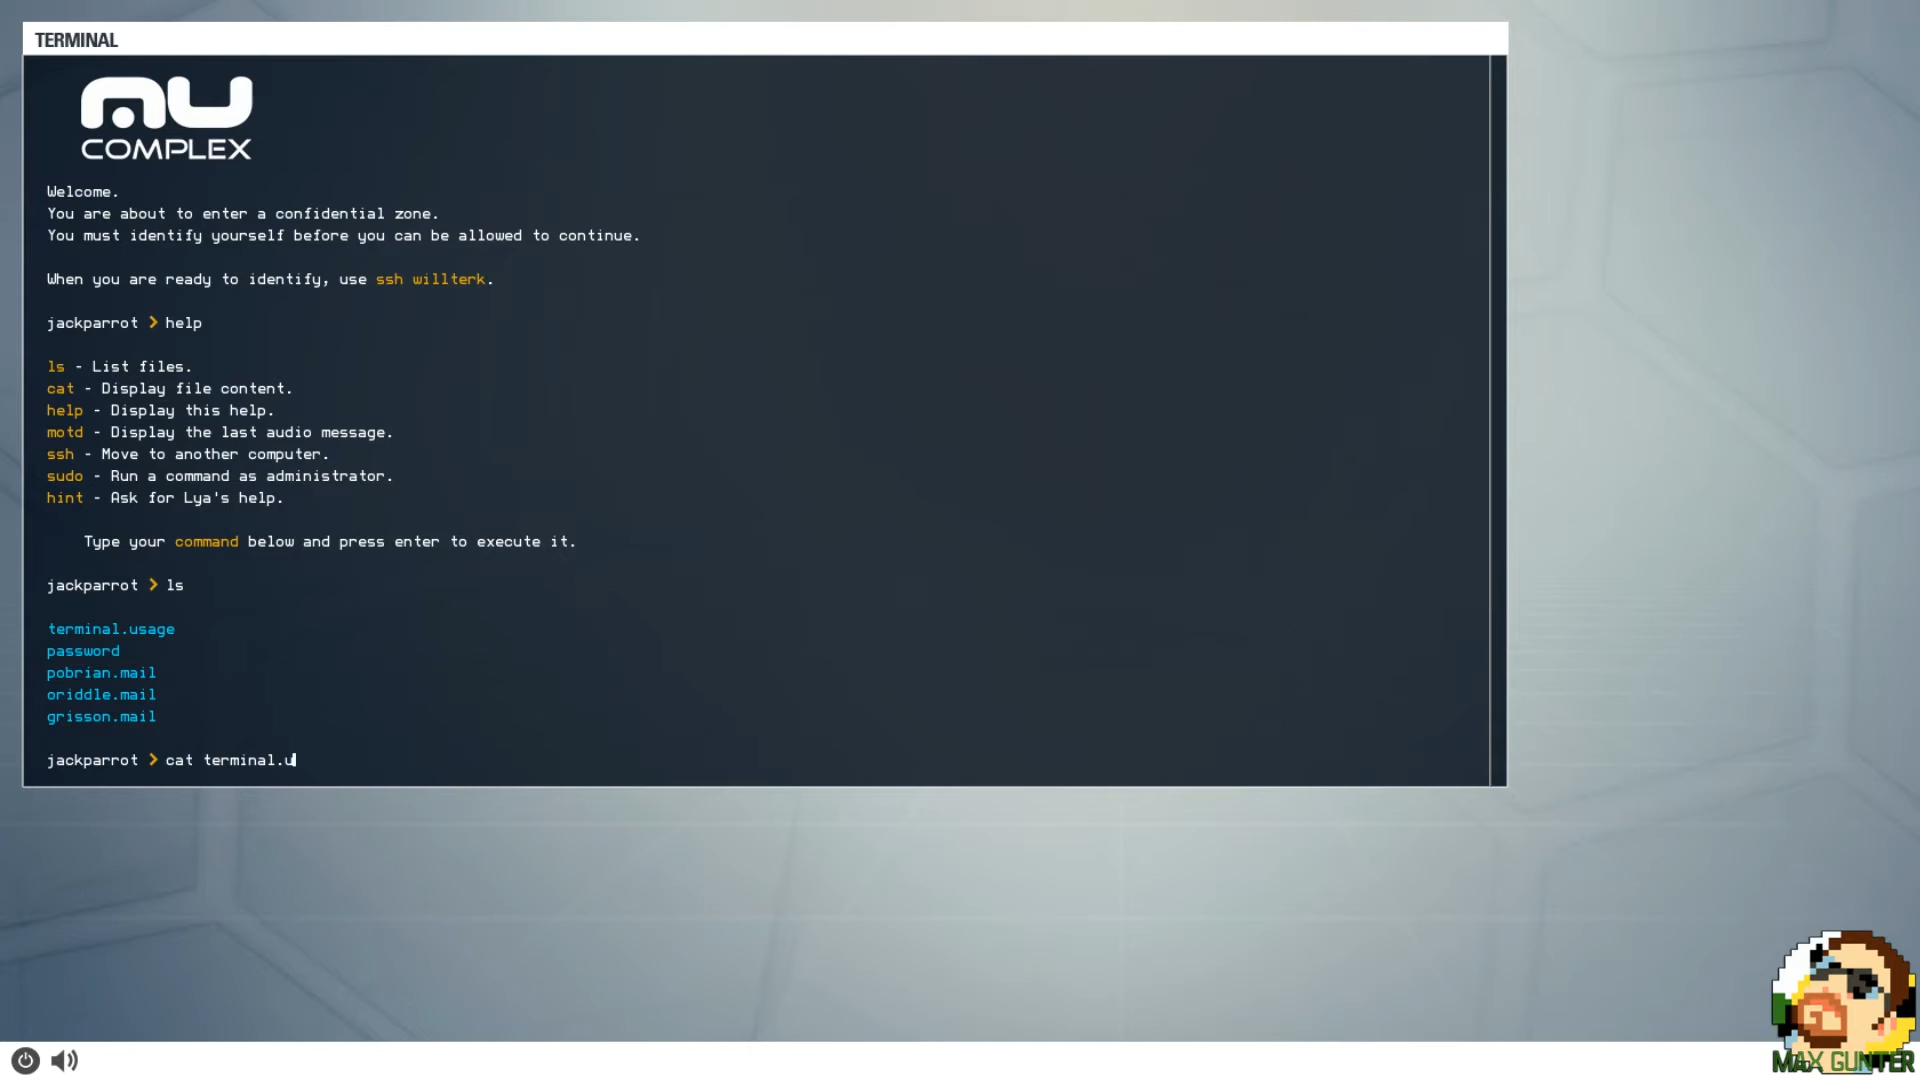 TERMINAL
MU
COMPLEX
Welcome.
You are about to enter a confidential zone.
You must identify yourself before you can be allowed to continue.
When you are ready to identify, use ssh willterk.
jackparrot > help
ls - List files.
cat - Display file content.
help - Display this help.
motd - Display the last audio message.
ssh - Move to another computer.
sudo - Run a command as administrator.
hint - Ask for Lya's help.
Type your command below and press enter to execute it.
jackparrot > ls
terminal.usage
password
pobrian.mail
oriddle.mail
grisson.mail
jackparrot > cat terminal.u
MAX GUNTER